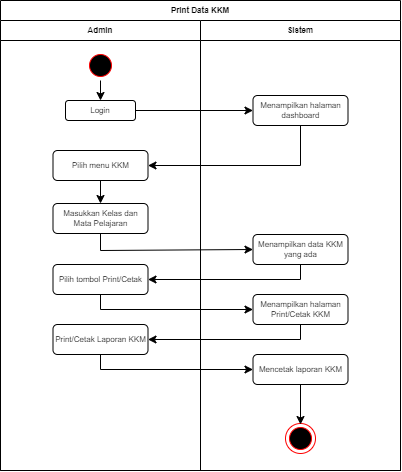 Print Data KKM
Admin
Sistem
Login
Menampilkan halaman
dashboard
Pilih menu KKM
Masukkan Kelas dan
Mata Pelajaran
Menampilkan data KKM
yang ada
Pilih tombol Print/Cetak
Menampilkan halaman
Print/Cetak KKM
Print/Cetak Laporan KKM
Mencetak laporan KKM